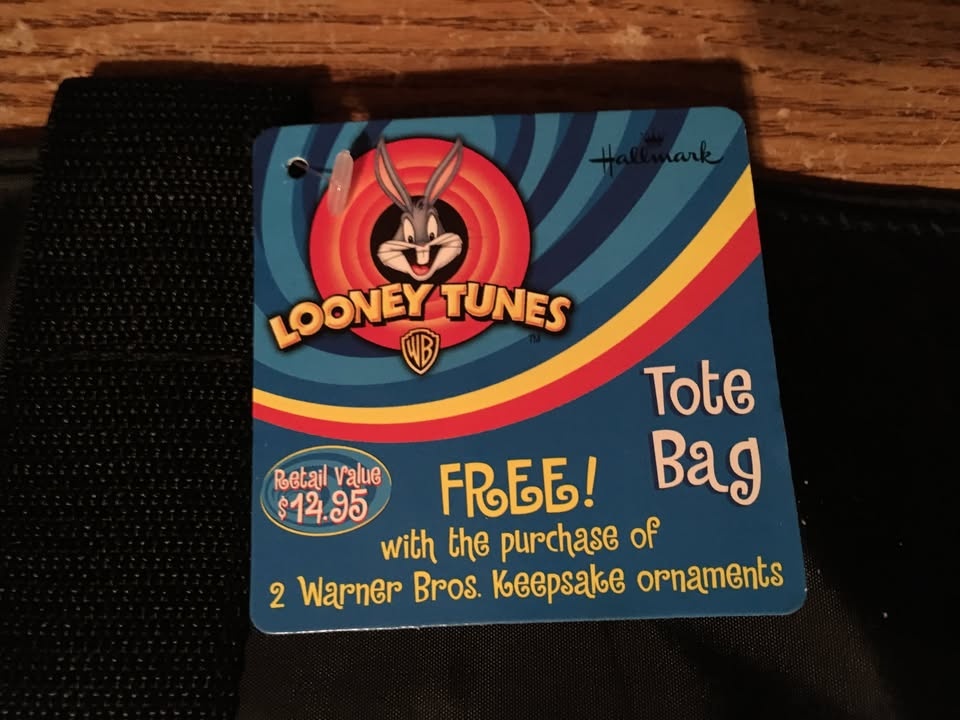 Hallmark
LOONEY TUNES
TM
WB
Tote
Bag
Retail Value
$14.95
FREE!
with the purchase of
2 Warner Bros. Keepsake ornaments